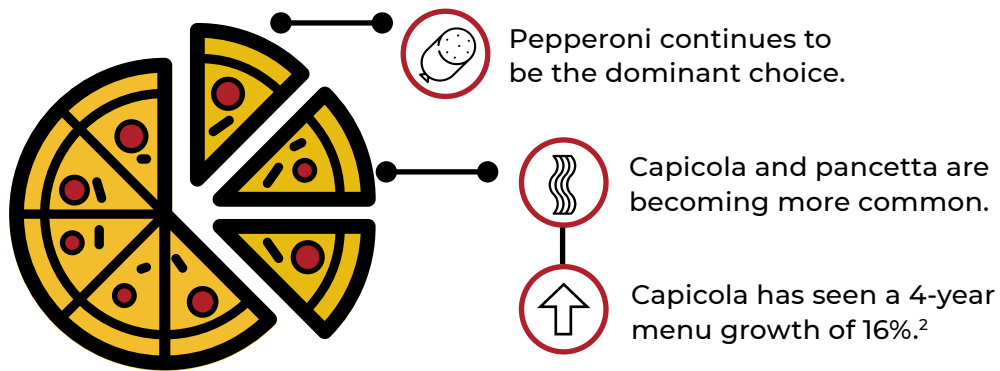 Pepperoni continues to
be the dominant choice.
Capicola and pancetta are
becoming more common.
Capicola has seen a 4-year
menu growth of 16%.²